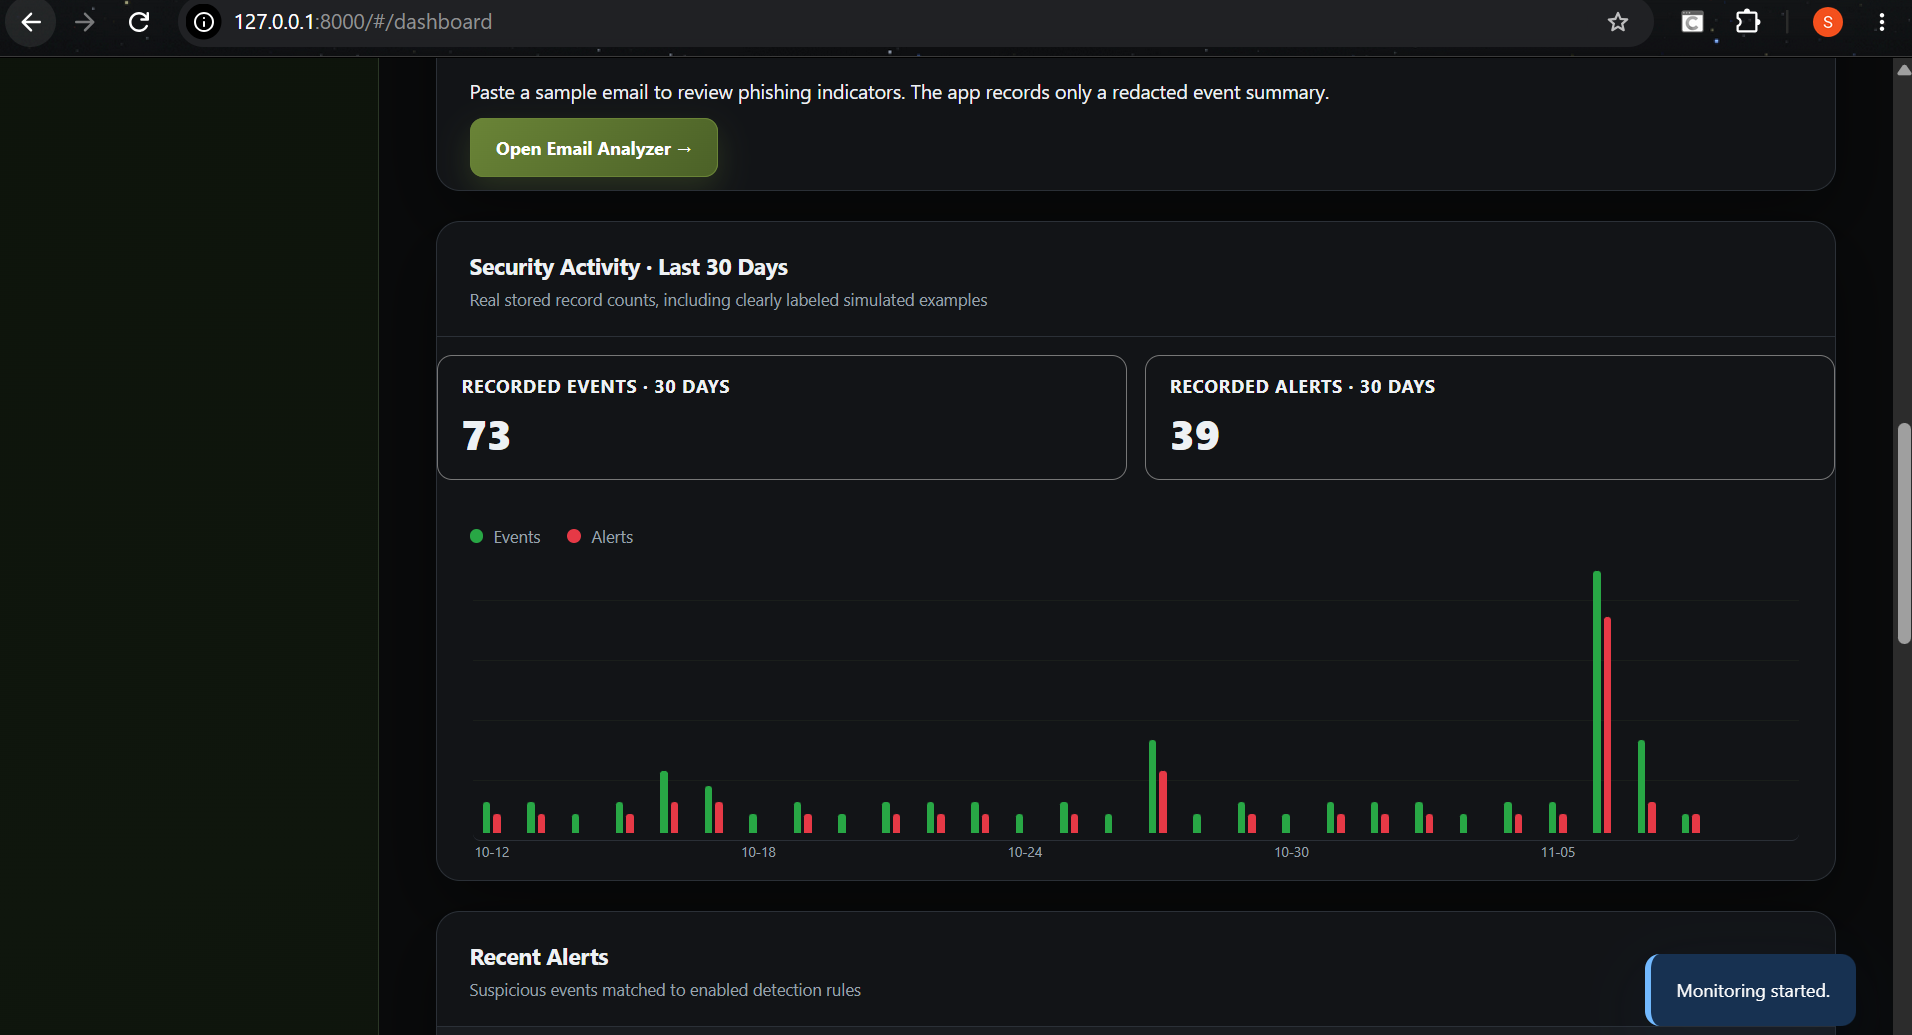 127.0.0.1:8000/#/dashboard
S
Paste a sample email to review phishing indicators. The app records only a redacted event summary.
Open Email Analyzer →
Security Activity · Last 30 Days
Real stored record counts, including clearly labeled simulated examples
RECORDED EVENTS · 30 DAYS
73
RECORDED ALERTS · 30 DAYS
39
Events
Alerts
10-12
10-18
10-24
10-30
11-05
Recent Alerts
Suspicious events matched to enabled detection rules
Monitoring started.